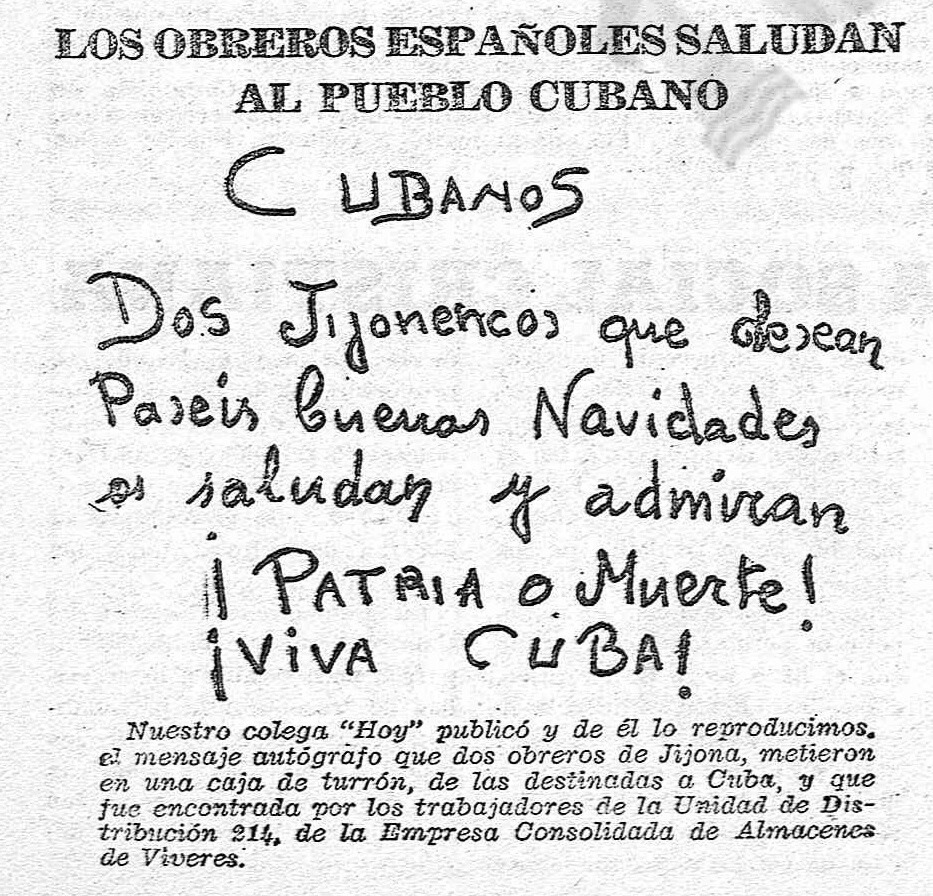 LOS OBREROS ESPAÑOLES SALUDAN
AL PUEBLO CUBANO
CUBANOS
Dos Jijonencos que desean
Paseis buenas Navidades
os saludan y admiran
¡PATRIA o Muerte!
¡ViVA CUBA!
Nuestro colega "Hoy" publicó y de él lo reproducimos.
el mensaje autógrafo que dos obreros de Jijona, metieron
en una caja de turrón, de las destinadas a Cuba, y que
fue encontrada por los trabajadores de la Unidad de Dis-
tribución 214, de la Empresa Consolidada de Almacenes
de Viveres.